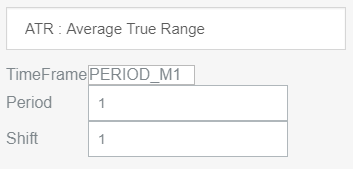 ATR : Average True Range
TimeFrame PERIOD_M1
Period 1
Shift 1